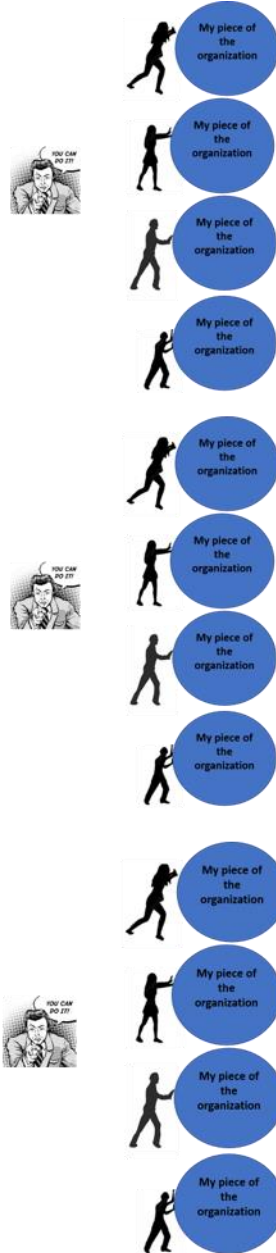 My piece of
the
organization
YOU CAN
DO IT!
My piece of
the
organization
My piece of
the
organization
My piece of
the
organization
My piece of
the
organization
My piece of
the
organization
YOU CAN
DO IT!
My piece of
the
organization
My piece of
the
organization
My piece of
the
organization
My piece of
the
organization
YOU CAN
DO IT!
My piece of
the
organization
My piece of
the
organization